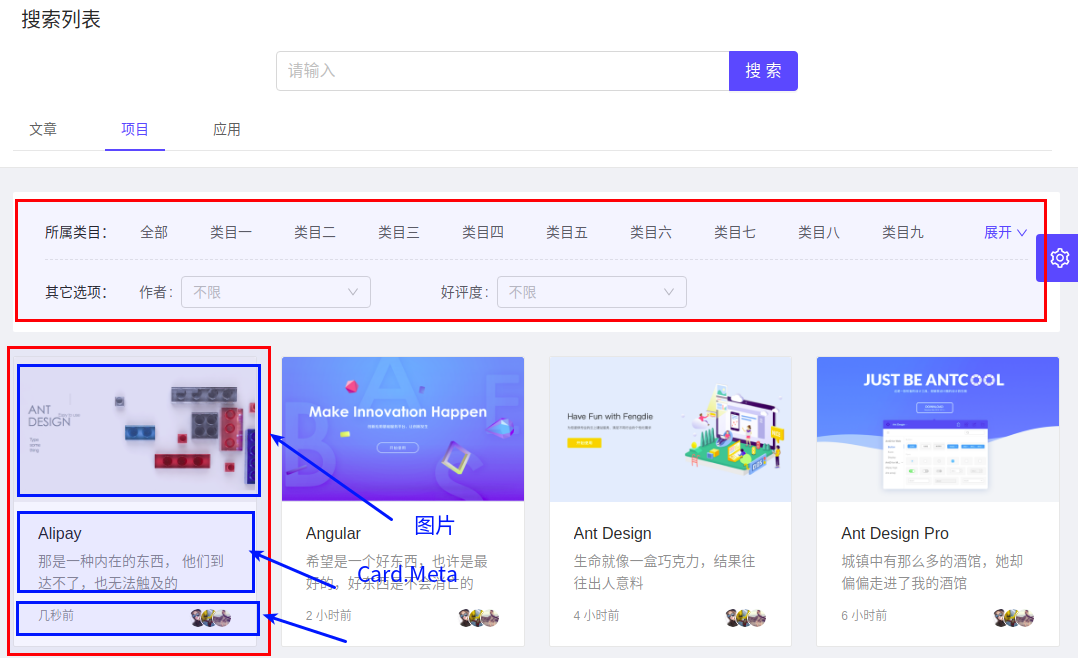 搜索列表
请输入
搜 索
文章
项目
应用
所属类目：
全部
类目一
类目二
类目三
类目四
类目五
类目六
类目七
类目八
类目九
展开
其它选项：
作者：
不限
好评度：
不限
ANT
DESIGN
Make Innovation Happen
Have Fun with Fengdie
JUST BE ANTCOOL
图片
Alipay
那是一种内在的东西， 他们到
达不了，也无法触及的
几秒前
Angular
希望是一个好东西，也许是最
好的，好东西是不会消亡的
Card.Meta
2 小时前
Ant Design
生命就像一盒巧克力，结果往
往出人意料
4 小时前
Ant Design Pro
城镇中有那么多的酒馆，她却
偏偏走进了我的酒馆
6 小时前